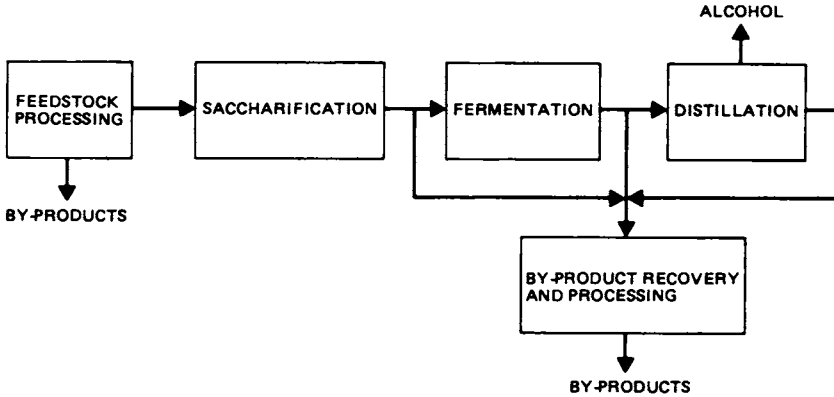 ALCOHOL
FEEDSTOCK
PROCESSING
SACCHARIFICATION
FERMENTATION
DISTILLATION
BY-PRODUCTS
BY-PRODUCT RECOVERY
AND PROCESSING
BY-PRODUCTS